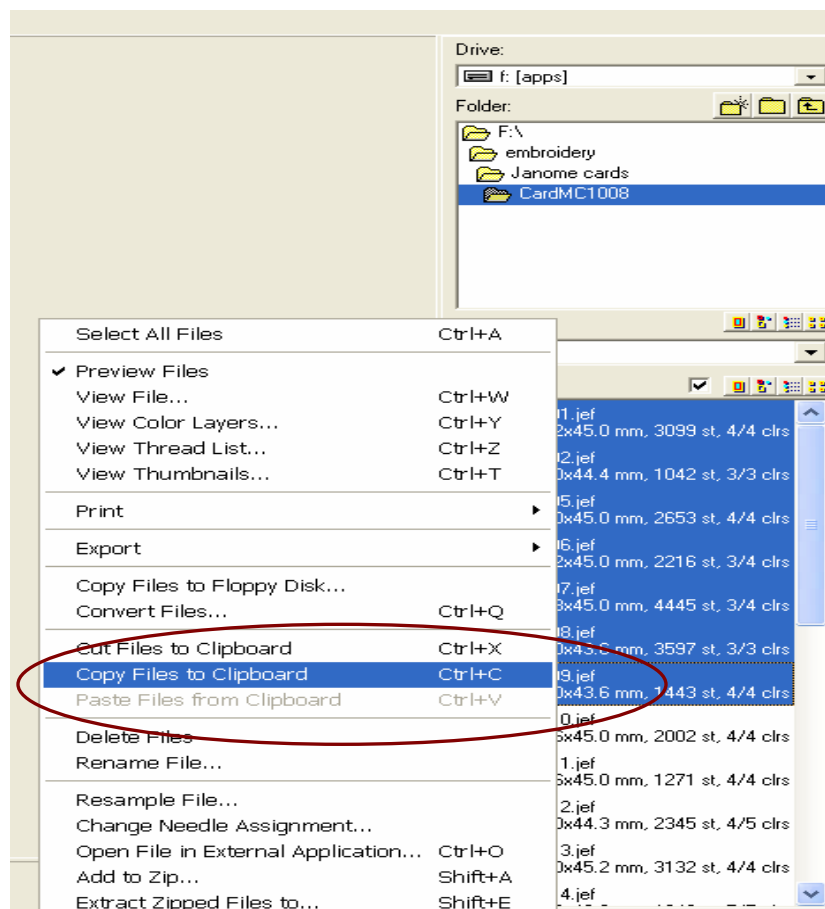 Drive:
f: [apps]
Folder:
F:\
embroidery
Janome cards
CardMC1008
Select All Files Ctrl+A
Preview Files
View File... Ctrl+W
View Color Layers... Ctrl+Y
View Thread List... Ctrl+Z
View Thumbnails... Ctrl+T
Print
Export
Copy Files to Floppy Disk...
Convert Files... Ctrl+Q
Cut Files to Clipboard Ctrl+X
Copy Files to Clipboard Ctrl+C
Paste Files from Clipboard Ctrl+V
Delete Files
Rename File...
Resample File...
Change Needle Assignment...
Open File in External Application... Ctrl+O
Add to Zip... Shift+A
Extract Zipped Files to... Shift+E
1.jef
2x45.0 mm, 3099 st, 4/4 clrs
2.jef
0x44.4 mm, 1042 st, 3/3 clrs
5.jef
0x45.0 mm, 2653 st, 4/4 clrs
6.jef
2x45.0 mm, 2216 st, 3/4 clrs
7.jef
x45.0 mm, 4445 st, 3/4 clrs
8.jef
0x43.6 mm, 3597 st, 3/3 clrs
9.jef
0x43.6 mm, 1443 st, 4/4 clrs
0.jef
x45.0 mm, 2002 st, 4/4 clrs
1.jef
x45.0 mm, 1271 st, 4/4 clrs
2.jef
x44.3 mm, 2345 st, 4/5 clrs
3.jef
x45.2 mm, 3132 st, 4/4 clrs
4.jef